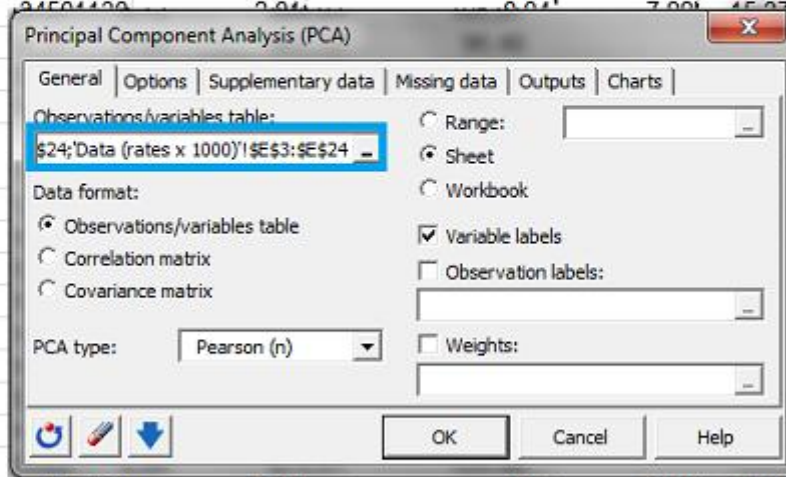 Principal Component Analysis (PCA)
General Options Supplementary data Missing data Outputs Charts
Observations/variables table:
$24;'Data (rates x 1000)'!$E$3:$E$24 ...
Data format:
Observations/variables table
Correlation matrix
Covariance matrix
PCA type: Pearson (n)
Range: ...
Sheet
Workbook
Variable labels
Observation labels:
...
Weights:
...
OK Cancel Help